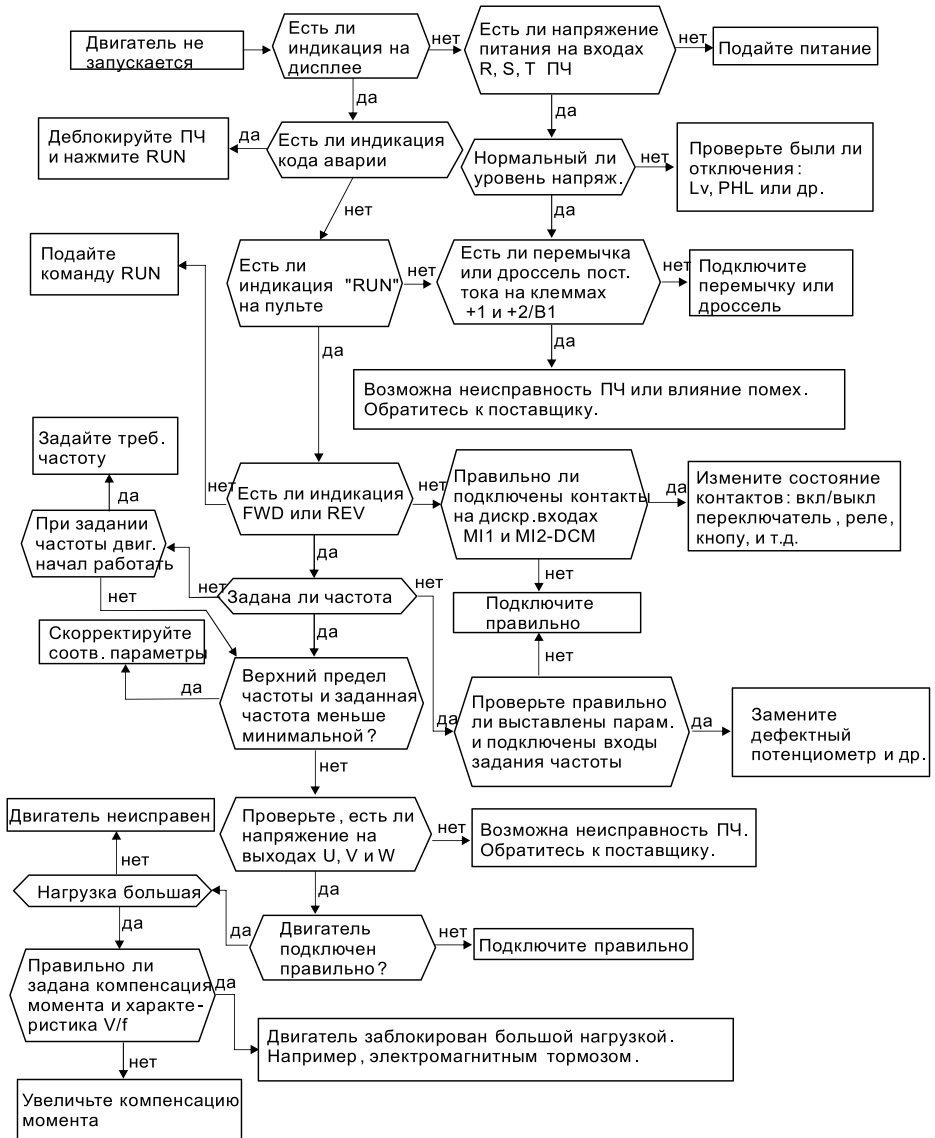 Двигатель не
запускается
Есть ли
индикация на
дисплее
нет
Есть ли напряжение
питания на входах
R, S, T ПЧ
нет
Подайте питание
да
да
Деблокируйте ПЧ
и нажмите RUN
да
Есть ли индикация
кода аварии
Нормальный ли
уровень напряж.
нет
Проверьте были ли
отключения:
Lv, PHL или др.
нет
да
Подайте
команду RUN
Есть ли
индикация "RUN"
на пульте
нет
Есть ли перемычка
или дроссель пост.
тока на клеммах
+1 и +2/B1
нет
Подключите
перемычку или
дроссель
да
да
Возможна неисправность ПЧ или влияние помех.
Обратитесь к поставщику.
Задайте треб.
частоту
да
нет
Есть ли индикация
FWD или REV
нет
Правильно ли
подключены контакты
на дискр.входах
MI1 и MI2-DCM
да
Измените состояние
контактов: вкл/выкл
переключатель, реле,
кнопу, и т.д.
При задании
частоты двиг.
начал работать
да
нет
нет
нет
Задана ли частота
нет
Подключите
правильно
да
нет
Скорректируйте
соотв. параметры
да
Верхний предел
частоты и заданная
частота меньше
минимальной?
да
Проверьте правильно
ли выставлены парам.
и подключены входы
задания частоты
да
Замените
дефектный
потенциометр и др.
нет
Двигатель неисправен
Проверьте, есть ли
напряжение на
выходах U, V и W
нет
Возможна неисправность ПЧ.
Обратитесь к поставщику.
нет
да
Нагрузка большая
да
да
Двигатель
подключен
правильно?
нет
Подключите правильно
Правильно ли
задана компенсация
момента и характе-
ристика V/f
да
Двигатель заблокирован большой нагрузкой.
Например, электромагнитным тормозом.
нет
Увеличьте компенсацию
момента